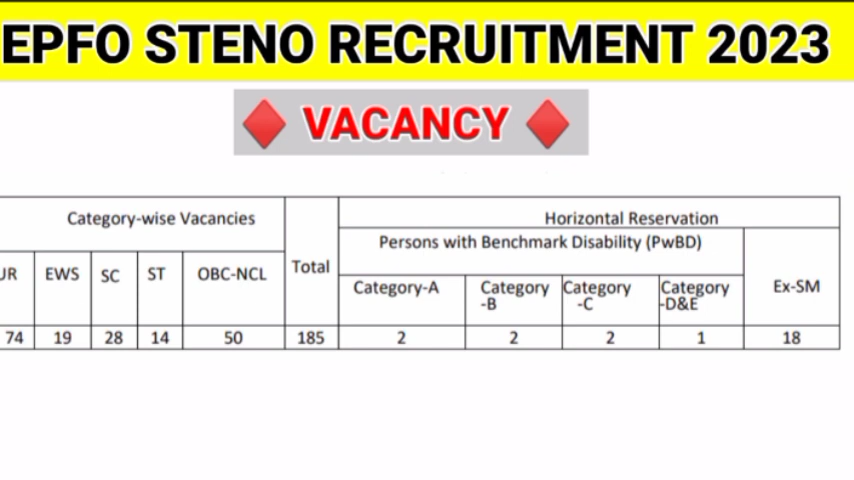 EPFO STENO RECRUITMENT 2023
VACANCY
Category-wise Vacancies Total Horizontal Reservation
Persons with Benchmark Disability (PwBD) Ex-SM
UR EWS SC ST OBC-NCL Category-A Category -B Category -C Category -D&E
74 19 28 14 50 185 2 2 2 1 18